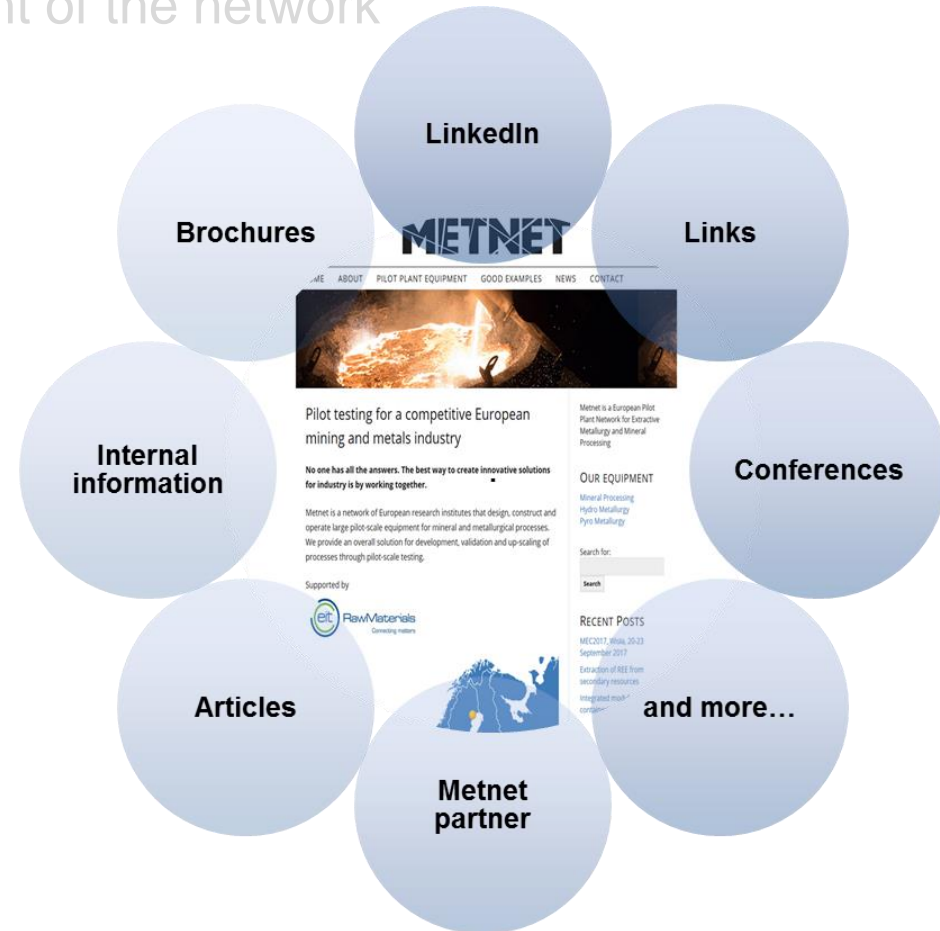 nt of the network
LinkedIn
Brochures
Links
METNET
ABOUT PILOT PLANT EQUIPMENT GOOD EXAMPLES NEWS CONTACT
Pilot testing for a competitive European
mining and metals industry
No one has all the answers. The best way to create innovative solutions
for industry is by working together.
Metnet is a network of European research institutes that design, construct and
operate large pilot-scale equipment for mineral and metallurgical processes.
We provide an overall solution for development, validation and up-scaling of
processes through pilot-scale testing.
Supported by
eit RawMaterials
Connecting matters
Metnet is a European Pilot
Plant Network for Extractive
Metallurgy and Mineral
Processing
OUR EQUIPMENT
Mineral Processing
Hydro Metallurgy
Pyro Metallurgy
Search for:
Search
RECENT POSTS
MEC2017, 20-23
September 2017
Extraction of REE from
secondary resources
Integrated
Internal
information
Conferences
Articles
and more...
Metnet
partner